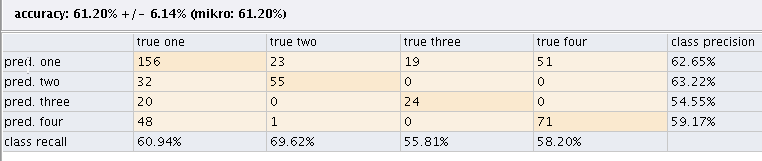 accuracy: 61.20% +/- 6.14% (mikro: 61.20%)
true one true two true three true four class precision
pred. one 156 23 19 51 62.65%
pred. two 32 55 0 0 63.22%
pred. three 20 0 24 0 54.55%
pred. four 48 1 0 71 59.17%
class recall 60.94% 69.62% 55.81% 58.20%